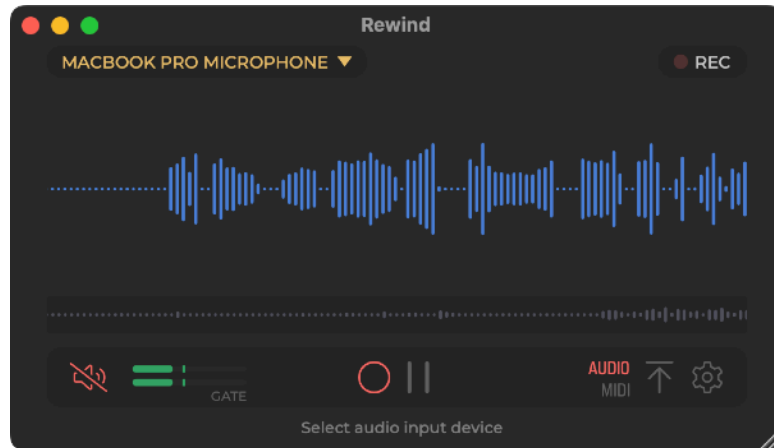 Rewind
MACBOOK PRO MICROPHONE
REC
GATE
AUDIO
MIDI
Select audio input device